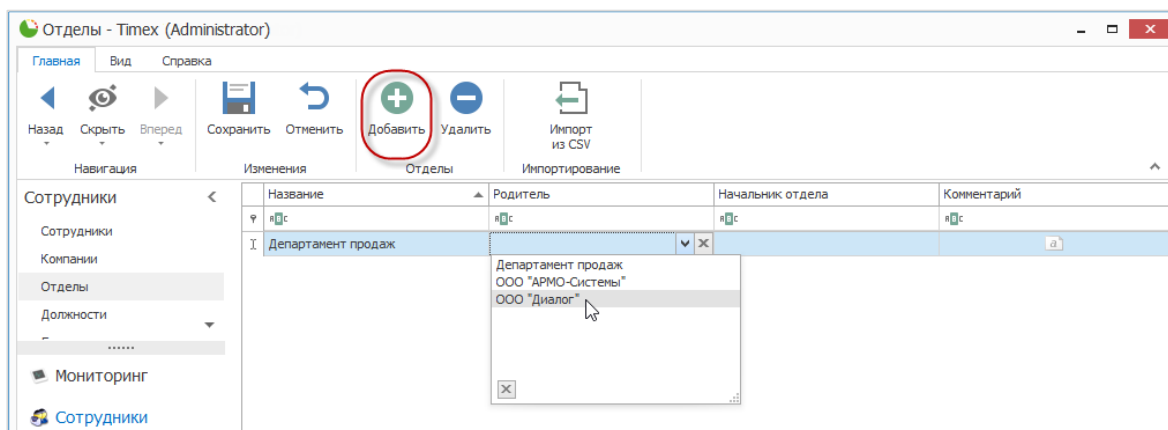 Отделы - Timex (Administrator)
Главная Вид Справка
Назад Скрыть Вперед Сохранить Отменить Добавить Удалить Импорт из CSV
Навигация Изменения Отделы Импортирование
Сотрудники
Сотрудники
Компании
Отделы
Должности
Мониторинг
Сотрудники
Название Родитель Начальник отдела Комментарий
Департамент продаж
Департамент продаж
ООО "АРМО-Системы"
ООО "Диалог"